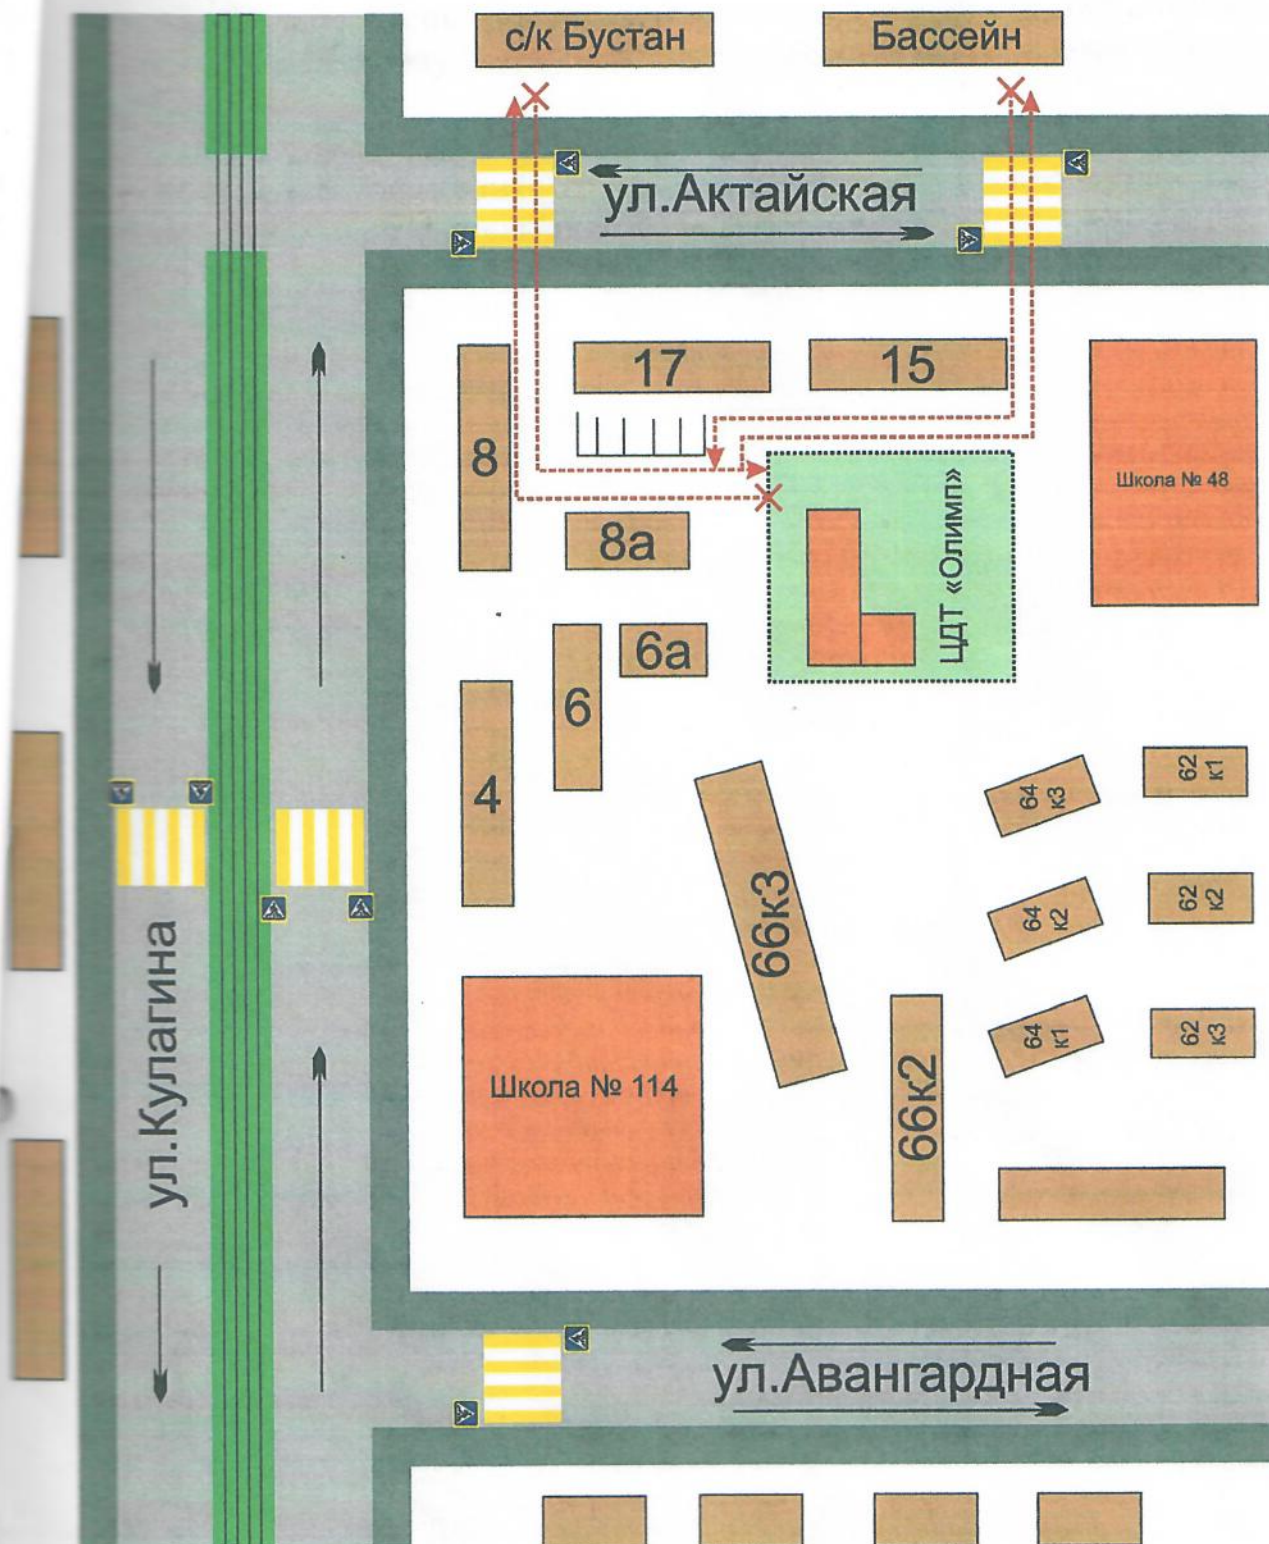 с/к Бустан
Бассейн
ул.Актайская
17
15
8
Школа № 48
8а
ЦДТ «Олимп»
6а
6
4
62
к1
64
к3
66к3
62
к2
64
к2
ул.Кулагина
62
к3
64
к1
Школа № 114
66к2
ул.Авангардная